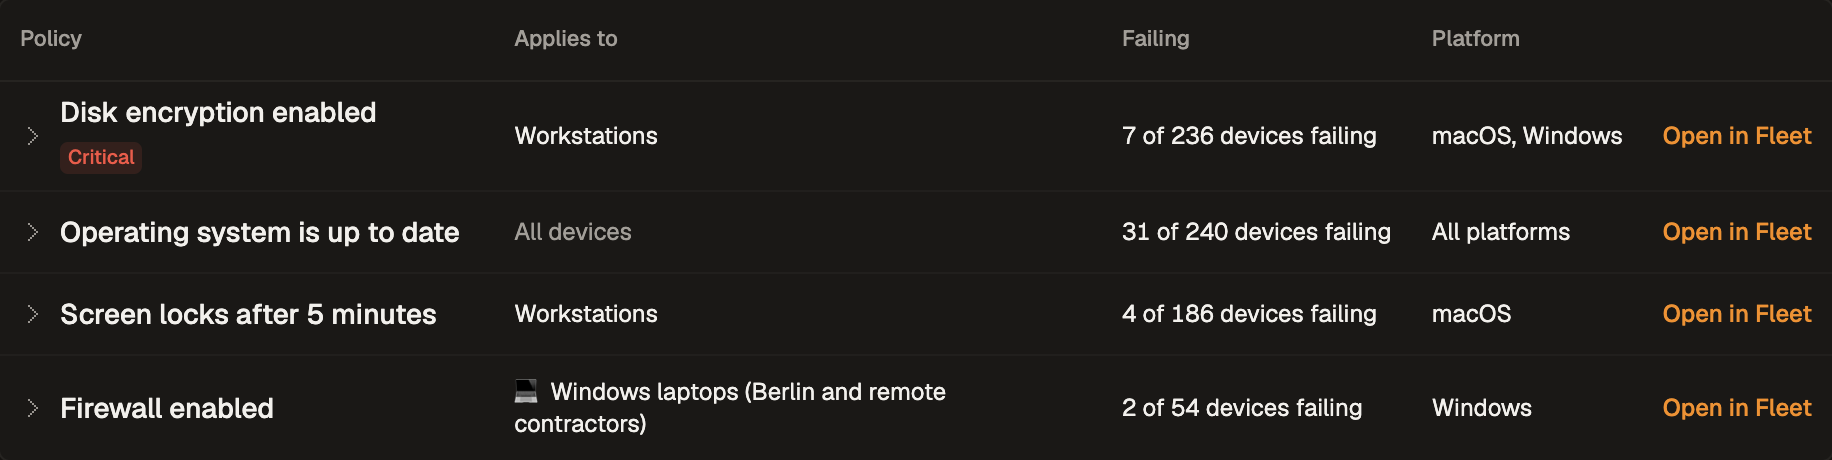 Policy Applies to Failing Platform
Disk encryption enabled
Critical
Workstations
7 of 236 devices failing
macOS, Windows
Open in Fleet
Operating system is up to date
All devices
31 of 240 devices failing
All platforms
Open in Fleet
Screen locks after 5 minutes
Workstations
4 of 186 devices failing
macOS
Open in Fleet
Firewall enabled
Windows laptops (Berlin and remote
contractors)
2 of 54 devices failing
Windows
Open in Fleet